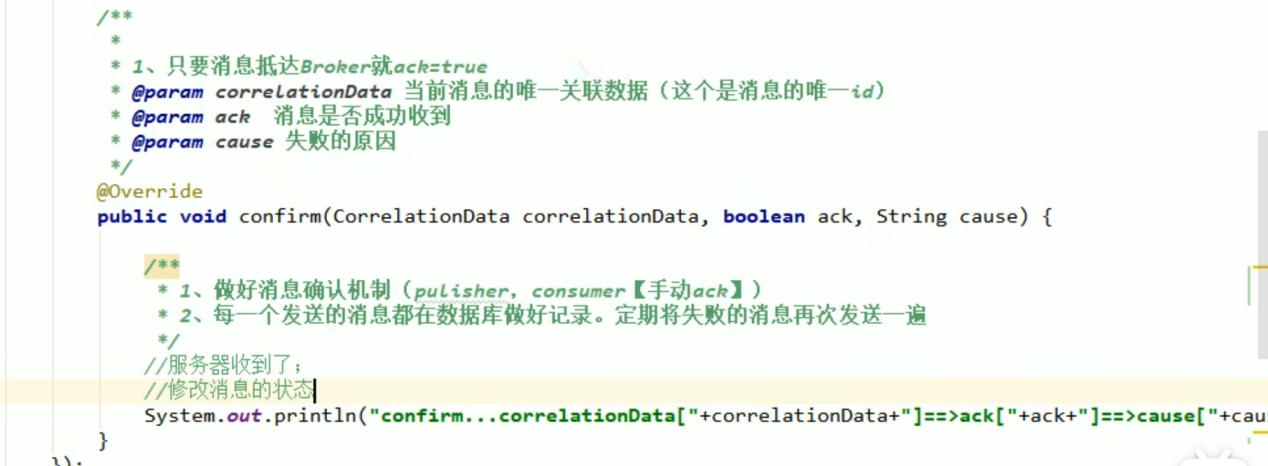 /**
*
* 1、只要消息抵达Broker就ack=true
* @param correlationData 当前消息的唯一关联数据（这个是消息的唯一id）
* @param ack 消息是否成功收到
* @param cause 失败的原因
*/
@Override
public void confirm(CorrelationData correlationData, boolean ack, String cause) {
/**
* 1、做好消息确认机制（pulisher，consumer【手动ack】）
* 2、每一个发送的消息都在数据库做好记录。定期将失败的消息再次发送一遍
*/
//服务器收到了；
//修改消息的状态
System.out.println("confirm...correlationData["+correlationData+"]==>ack["+ack+"]==>cause["+cau
}
});